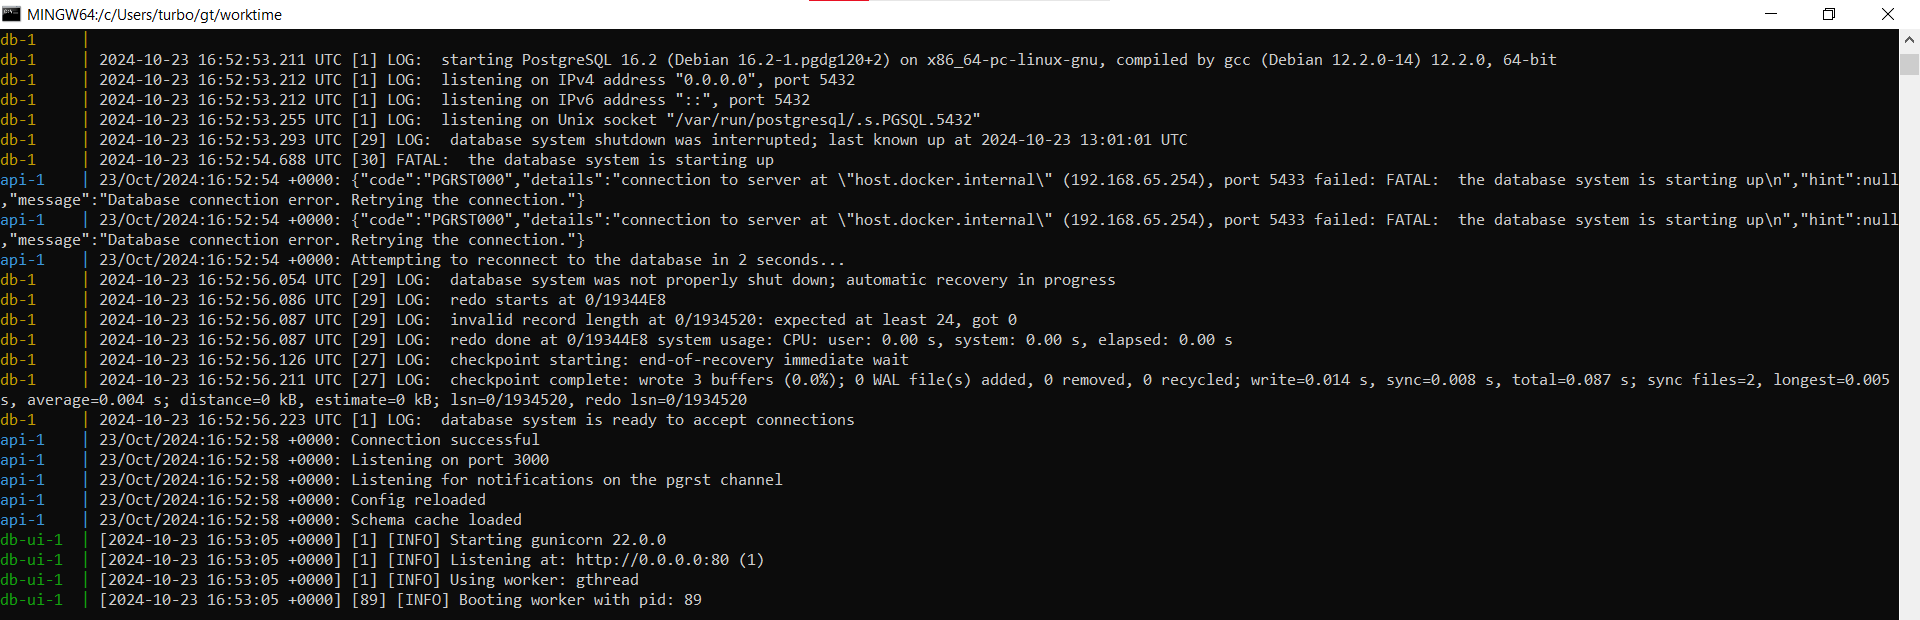 MINGW64:/c/Users/turbo/gt/worktime
db-1     |
db-1     | 2024-10-23 16:52:53.211 UTC [1] LOG:  starting PostgreSQL 16.2 (Debian 16.2-1.pgdg120+2) on x86_64-pc-linux-gnu, compiled by gcc (Debian 12.2.0-14) 12.2.0, 64-bit
db-1     | 2024-10-23 16:52:53.212 UTC [1] LOG:  listening on IPv4 address "0.0.0.0", port 5432
db-1     | 2024-10-23 16:52:53.212 UTC [1] LOG:  listening on IPv6 address "::", port 5432
db-1     | 2024-10-23 16:52:53.255 UTC [1] LOG:  listening on Unix socket "/var/run/postgresql/.s.PGSQL.5432"
db-1     | 2024-10-23 16:52:53.293 UTC [29] LOG:  database system shutdown was interrupted; last known up at 2024-10-23 13:01:01 UTC
db-1     | 2024-10-23 16:52:54.688 UTC [30] FATAL:  the database system is starting up
api-1    | 23/Oct/2024:16:52:54 +0000: {"code":"PGRST000","details":"connection to server at \"host.docker.internal\" (192.168.65.254), port 5433 failed: FATAL:  the database system is starting up\n","hint":null
,"message":"Database connection error. Retrying the connection."}
api-1    | 23/Oct/2024:16:52:54 +0000: {"code":"PGRST000","details":"connection to server at \"host.docker.internal\" (192.168.65.254), port 5433 failed: FATAL:  the database system is starting up\n","hint":null
,"message":"Database connection error. Retrying the connection."}
api-1    | 23/Oct/2024:16:52:54 +0000: Attempting to reconnect to the database in 2 seconds...
db-1     | 2024-10-23 16:52:56.054 UTC [29] LOG:  database system was not properly shut down; automatic recovery in progress
db-1     | 2024-10-23 16:52:56.086 UTC [29] LOG:  redo starts at 0/19344E8
db-1     | 2024-10-23 16:52:56.087 UTC [29] LOG:  invalid record length at 0/1934520: expected at least 24, got 0
db-1     | 2024-10-23 16:52:56.087 UTC [29] LOG:  redo done at 0/19344E8 system usage: CPU: user: 0.00 s, system: 0.00 s, elapsed: 0.00 s
db-1     | 2024-10-23 16:52:56.126 UTC [27] LOG:  checkpoint starting: end-of-recovery immediate wait
db-1     | 2024-10-23 16:52:56.211 UTC [27] LOG:  checkpoint complete: wrote 3 buffers (0.0%); 0 WAL file(s) added, 0 removed, 0 recycled; write=0.014 s, sync=0.008 s, total=0.087 s; sync files=2, longest=0.005
s, average=0.004 s; distance=0 kB, estimate=0 kB; lsn=0/1934520, redo lsn=0/1934520
db-1     | 2024-10-23 16:52:56.223 UTC [1] LOG:  database system is ready to accept connections
api-1    | 23/Oct/2024:16:52:58 +0000: Connection successful
api-1    | 23/Oct/2024:16:52:58 +0000: Listening on port 3000
api-1    | 23/Oct/2024:16:52:58 +0000: Listening for notifications on the pgrst channel
api-1    | 23/Oct/2024:16:52:58 +0000: Config reloaded
api-1    | 23/Oct/2024:16:52:58 +0000: Schema cache loaded
db-ui-1  | [2024-10-23 16:53:05 +0000] [1] [INFO] Starting gunicorn 22.0.0
db-ui-1  | [2024-10-23 16:53:05 +0000] [1] [INFO] Listening at: http://0.0.0.0:80 (1)
db-ui-1  | [2024-10-23 16:53:05 +0000] [1] [INFO] Using worker: gthread
db-ui-1  | [2024-10-23 16:53:05 +0000] [89] [INFO] Booting worker with pid: 89